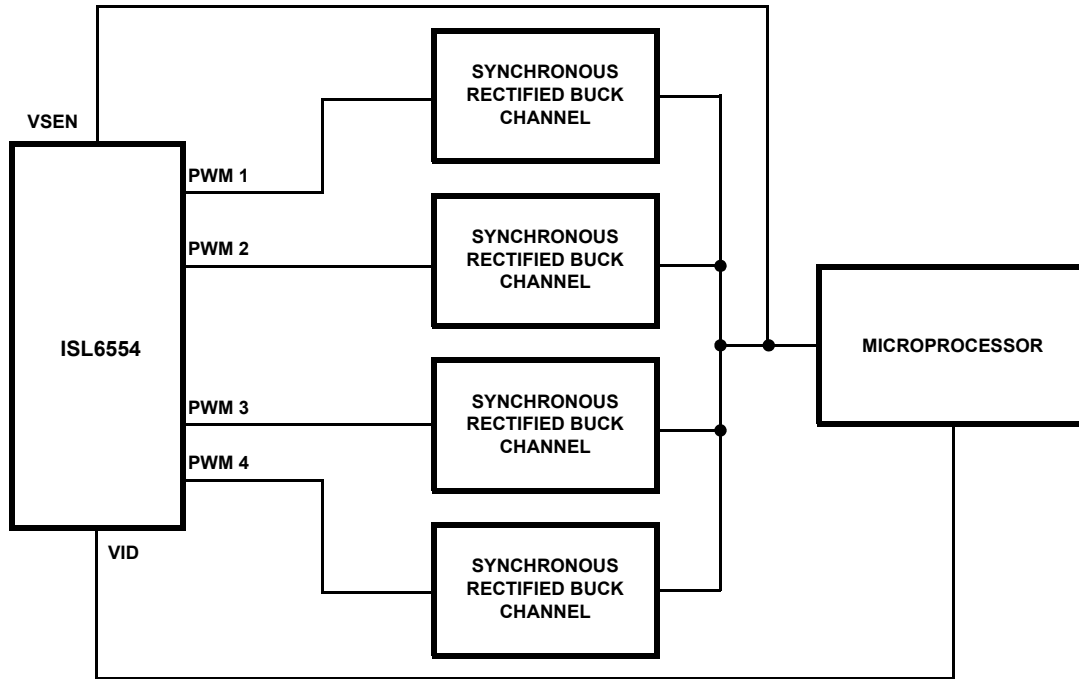 VSEN
ISL6554
PWM 1
PWM 2
PWM 3
PWM 4
VID
SYNCHRONOUS
RECTIFIED BUCK
CHANNEL
SYNCHRONOUS
RECTIFIED BUCK
CHANNEL
SYNCHRONOUS
RECTIFIED BUCK
CHANNEL
SYNCHRONOUS
RECTIFIED BUCK
CHANNEL
MICROPROCESSOR